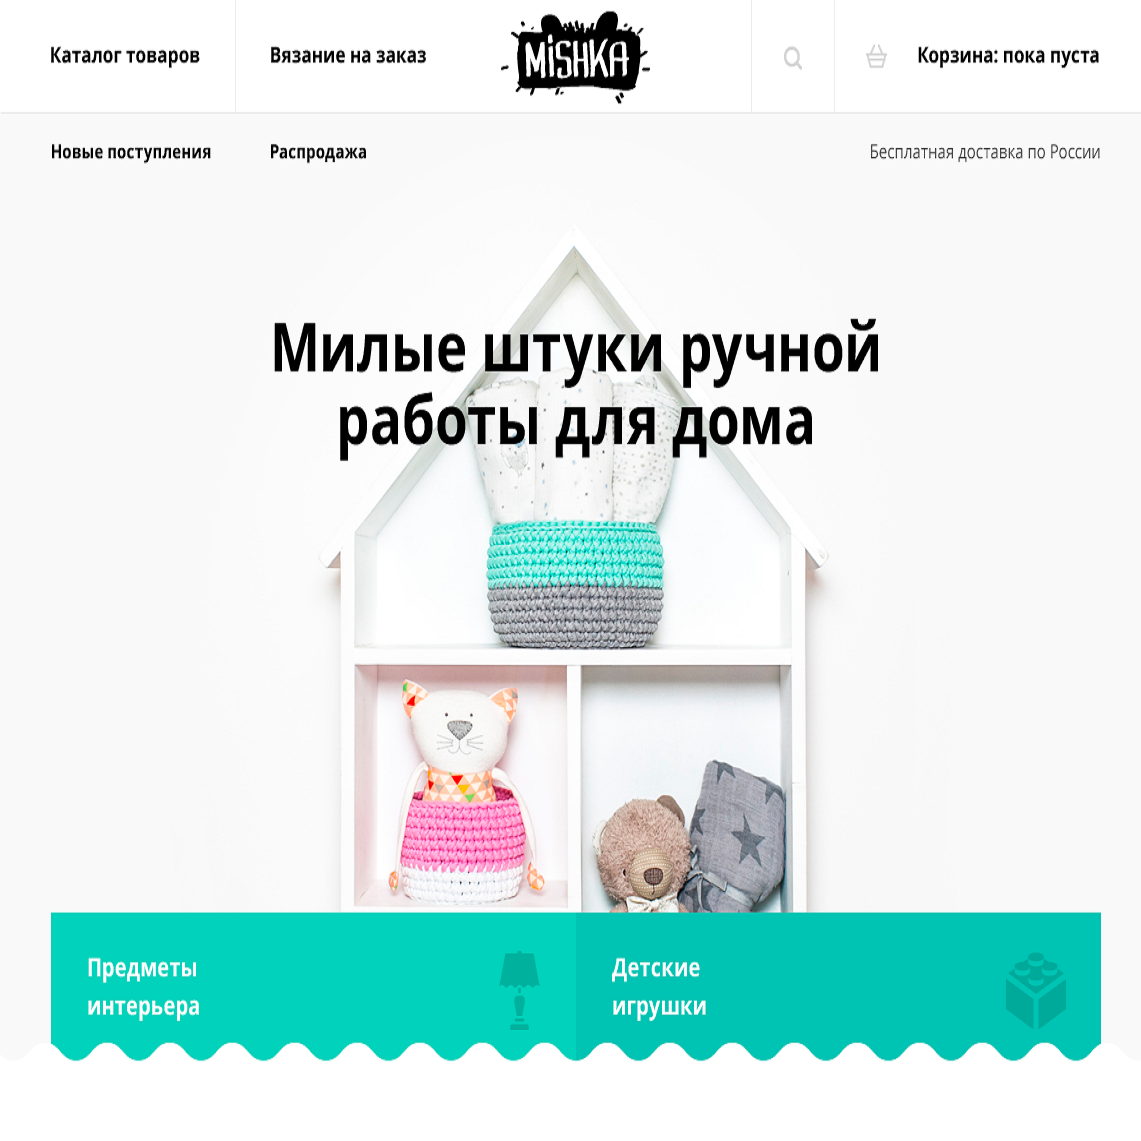 Каталог товаров
Вязание на заказ
MiSHKA
Корзина: пока пуста
Новые поступления
Распродажа
Бесплатная доставка по России
Милые штуки ручной
работы для дома
Предметы
интерьера
Детские
игрушки